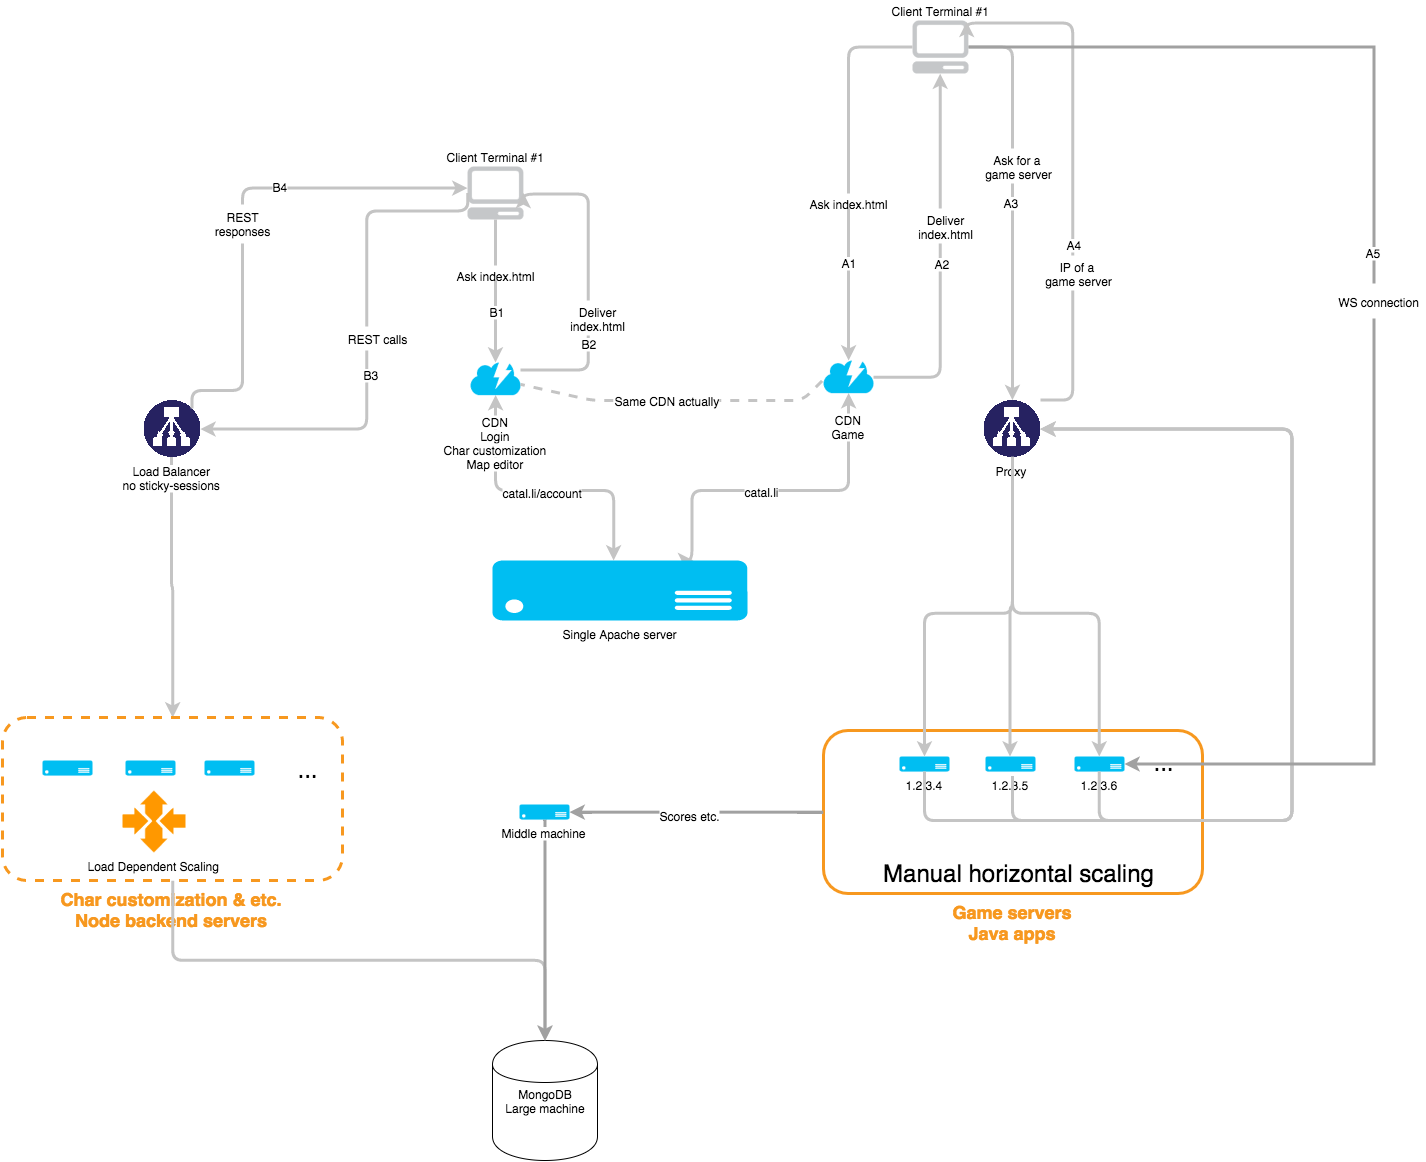 Client Terminal #1
Ask index.html
A1
Deliver
index.html
A2
Ask for a
game server
A3
A4
IP of a
game server
A5
WS connection
Client Terminal #1
B4
REST
responses
REST calls
B3
Ask index.html
B1
Deliver
index.html
B2
Same CDN actually
CDN
Login
Char customization
Map editor
CDN
Game
Load Balancer
no sticky-sessions
Proxy
catal.li/account
catal.li
Single Apache server
...
Load Dependent Scaling
Char customization & etc.
Node backend servers
Middle machine
Scores etc.
1.2.3.4
1.2.3.5
1.2.3.6
...
Manual horizontal scaling
Game servers
Java apps
MongoDB
Large machine